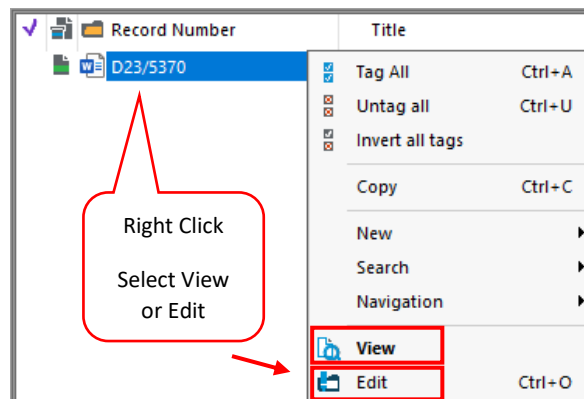 Record Number Title
D23/5370
Tag All Ctrl+A
Untag all Ctrl+U
Invert all tags
Copy Ctrl+C
New
Search
Navigation
View
Edit Ctrl+O
Right Click
Select View
or Edit